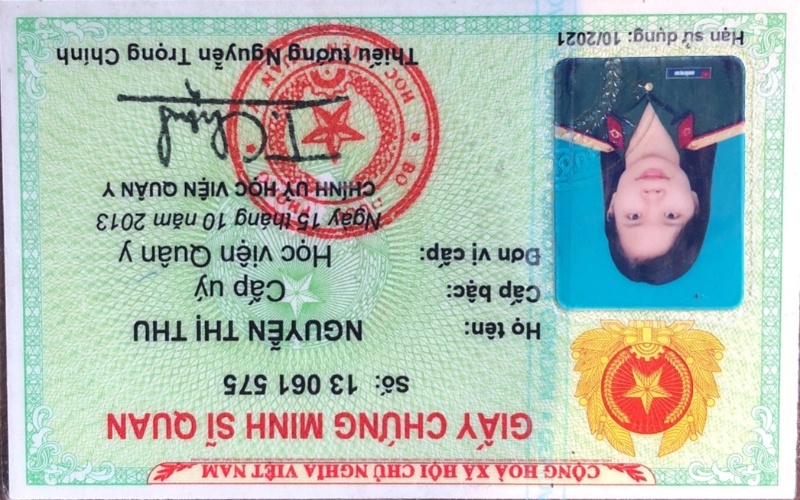 CỘNG HOÀ XÃ HỘI CHỦ NGHĨA VIỆT NAM
GIẤY CHỨNG MINH SĨ QUAN
Số: 13 061 575
Họ tên: NGUYỄN THỊ THU
Cấp bậc: Cấp uý
Đơn vị cấp: Học viện Quân y
Ngày 15 tháng 10 năm 2013
CHÍNH UỶ HỌC VIỆN QUÂN Y
Thiếu tướng Nguyễn Trọng Chính
Hạn sử dụng: 10/2021